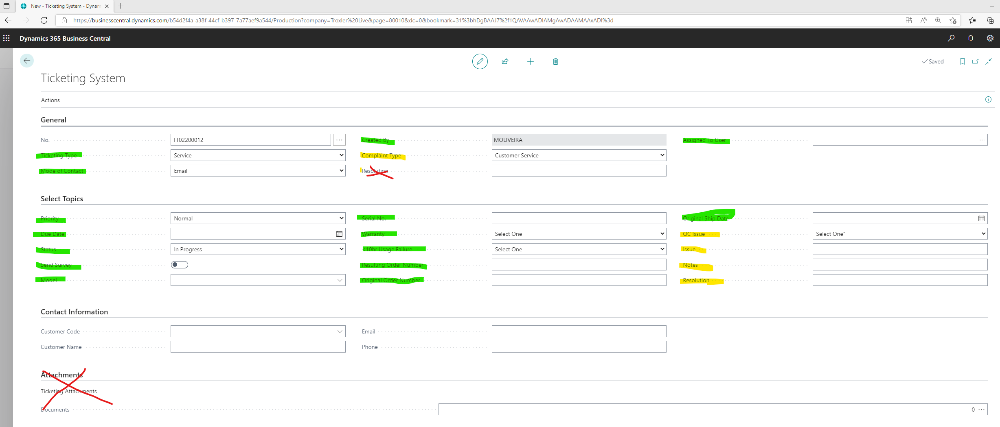 New - Ticketing System - Dynam
https://businesscentral.dynamics.com/b54d2f4a-a38f-44cf-b397-7a77aef9a544/Production?company=Troxler%20Live&page=80010&dc=0&bookmark=31%3bhDgBAAJ7%2f1QAVAAwADIAMgAwADAAMAAxADI%3d
Dynamics 365 Business Central
Saved
Ticketing System
Actions
General
No. TT02200012 Created By MOLIVEIRA Assigned To User
Ticketing Type Service Complaint Type Customer Service
Mode of Contact Email Resolution
Select Topics
Priority Normal Serial No. Original Ship Date
Due Date Warranty Select One QC Issue Select One"
Status In Progress <10hr Usage Failure Select One Issue
Send Survey Resulting Order Number Notes
Model Original Order Number Resolution
Contact Information
Customer Code Email
Customer Name Phone
Attachments
Ticketing Attachments
Documents 0